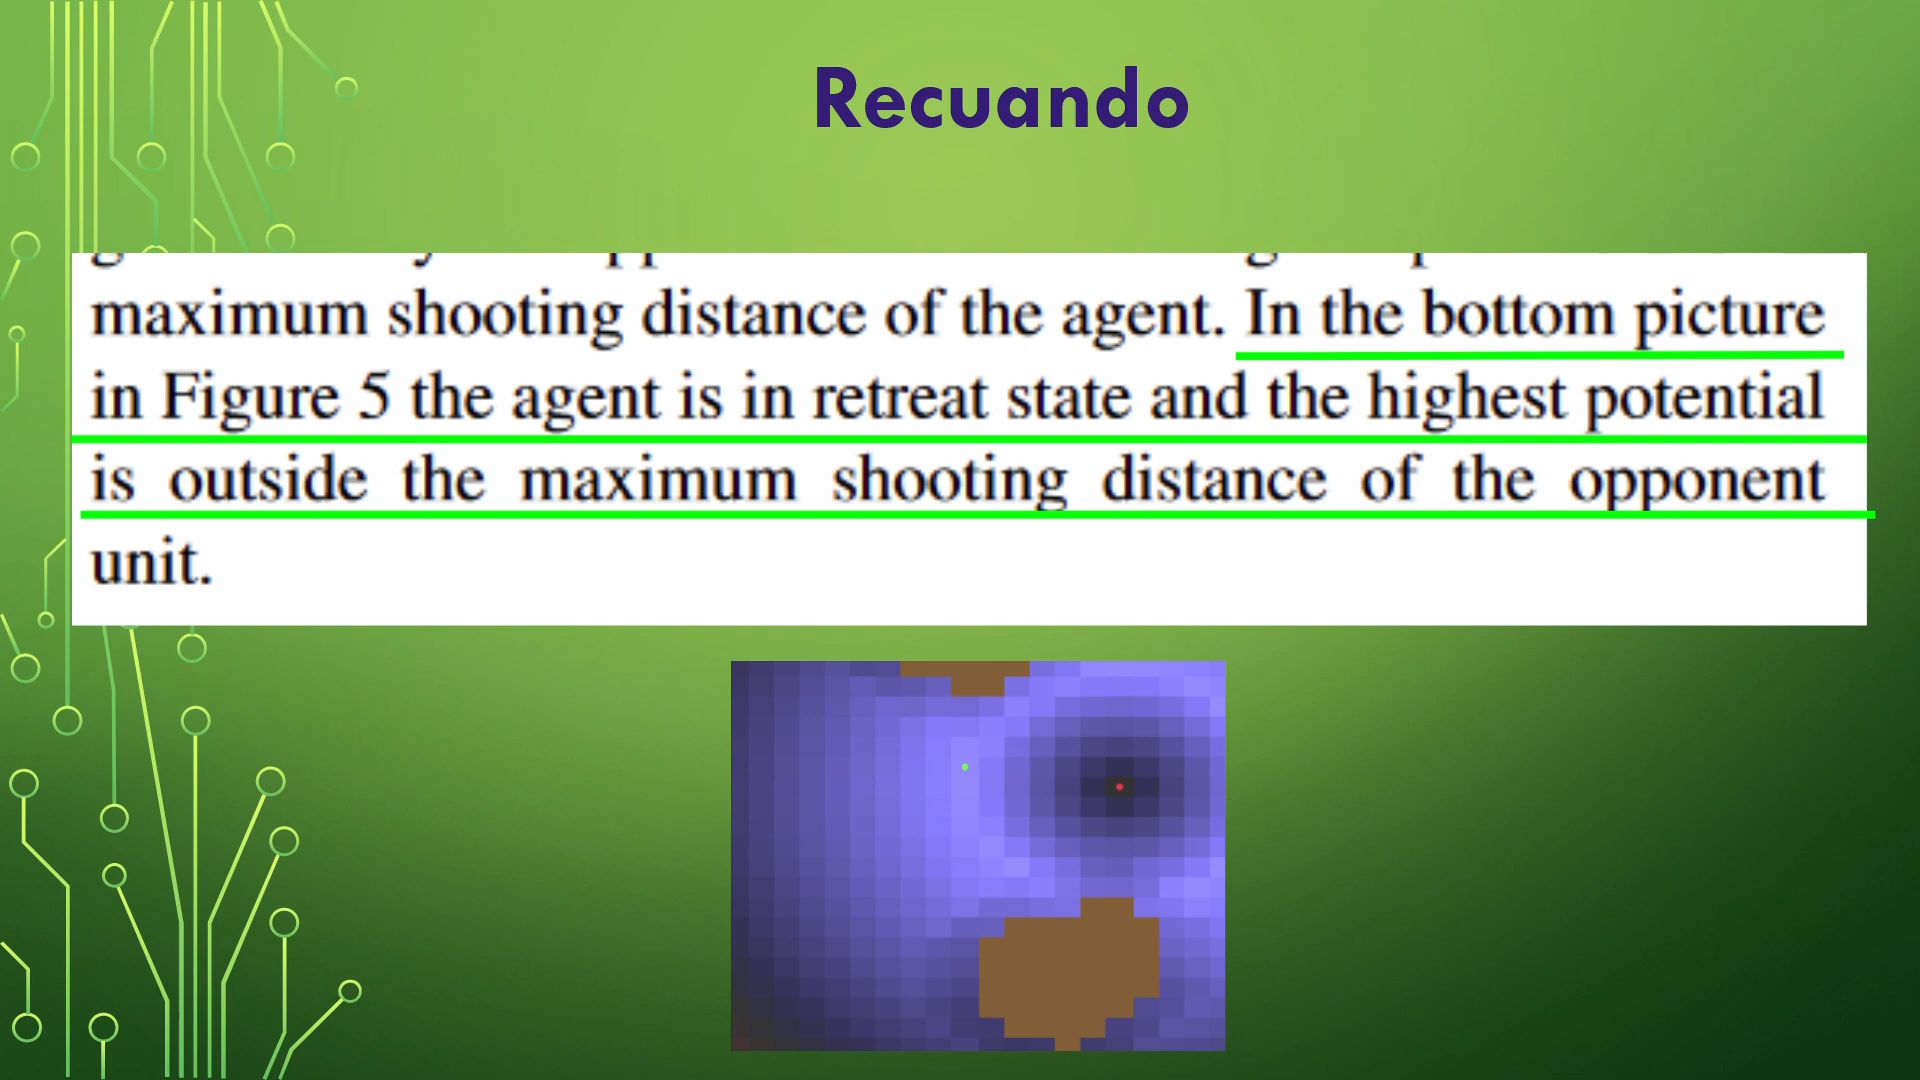 Recuando
maximum shooting distance of the agent. In the bottom picture
in Figure 5 the agent is in retreat state and the highest potential
is outside the maximum shooting distance of the opponent
unit.